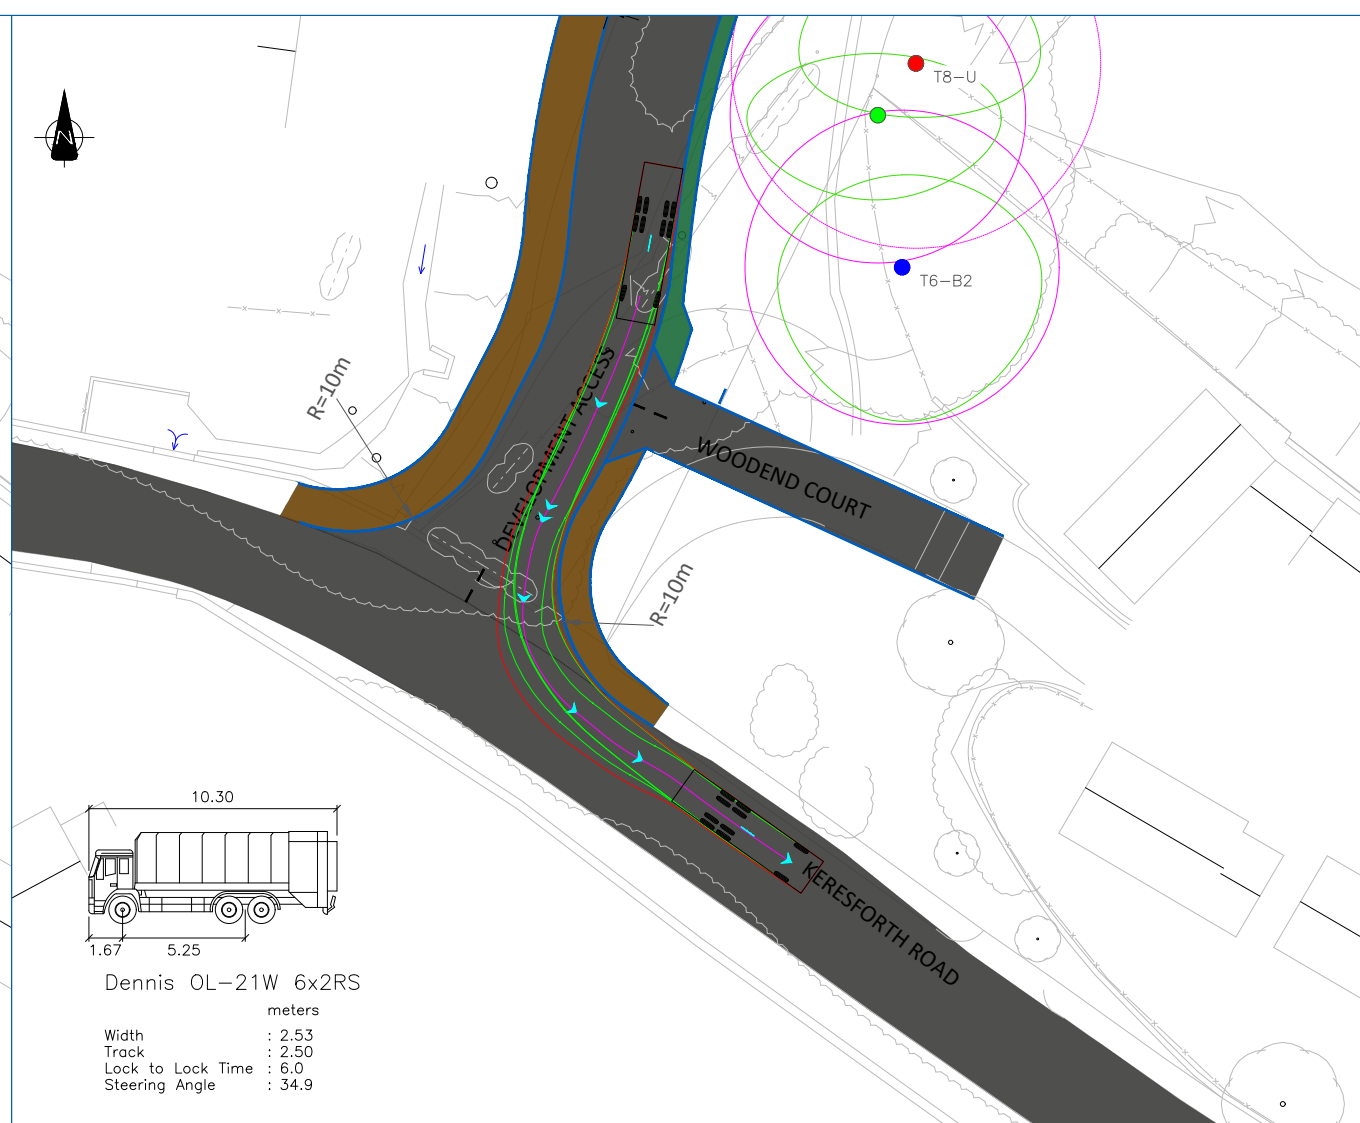 T8-U
N
T6-B2
R=10m
DEVELOPMENT ACCESS
WOODEND COURT
R=10m
KERESFORTH ROAD
10.30
1.67 5.25
Dennis OL-21W 6x2RS
meters
Width : 2.53
Track : 2.50
Lock to Lock Time : 6.0
Steering Angle : 34.9